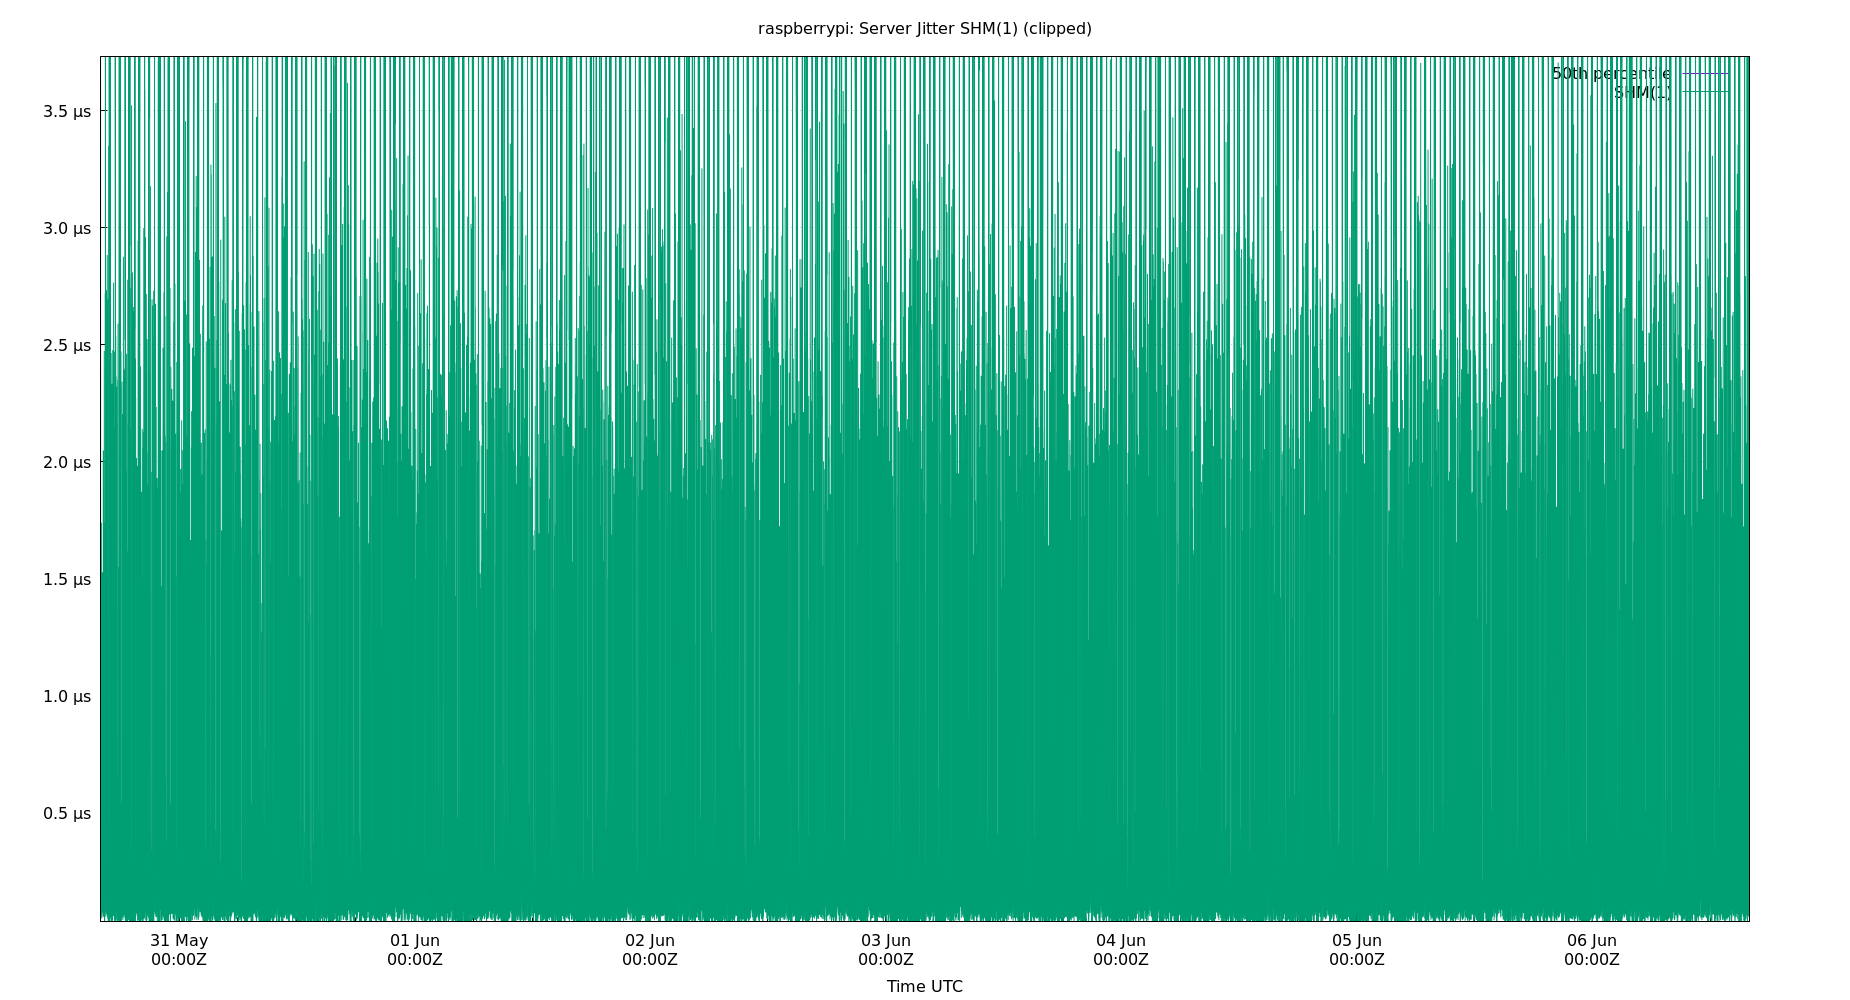 raspberrypi: Server Jitter SHM(1) (clipped)
50th percentile
SHM(1)
3.5 µs
3.0 µs
2.5 µs
2.0 µs
1.5 µs
1.0 µs
0.5 µs
31 May 01 Jun 02 Jun 03 Jun 04 Jun 05 Jun 06 Jun
00:00Z 00:00Z 00:00Z 00:00Z 00:00Z 00:00Z 00:00Z
Time UTC